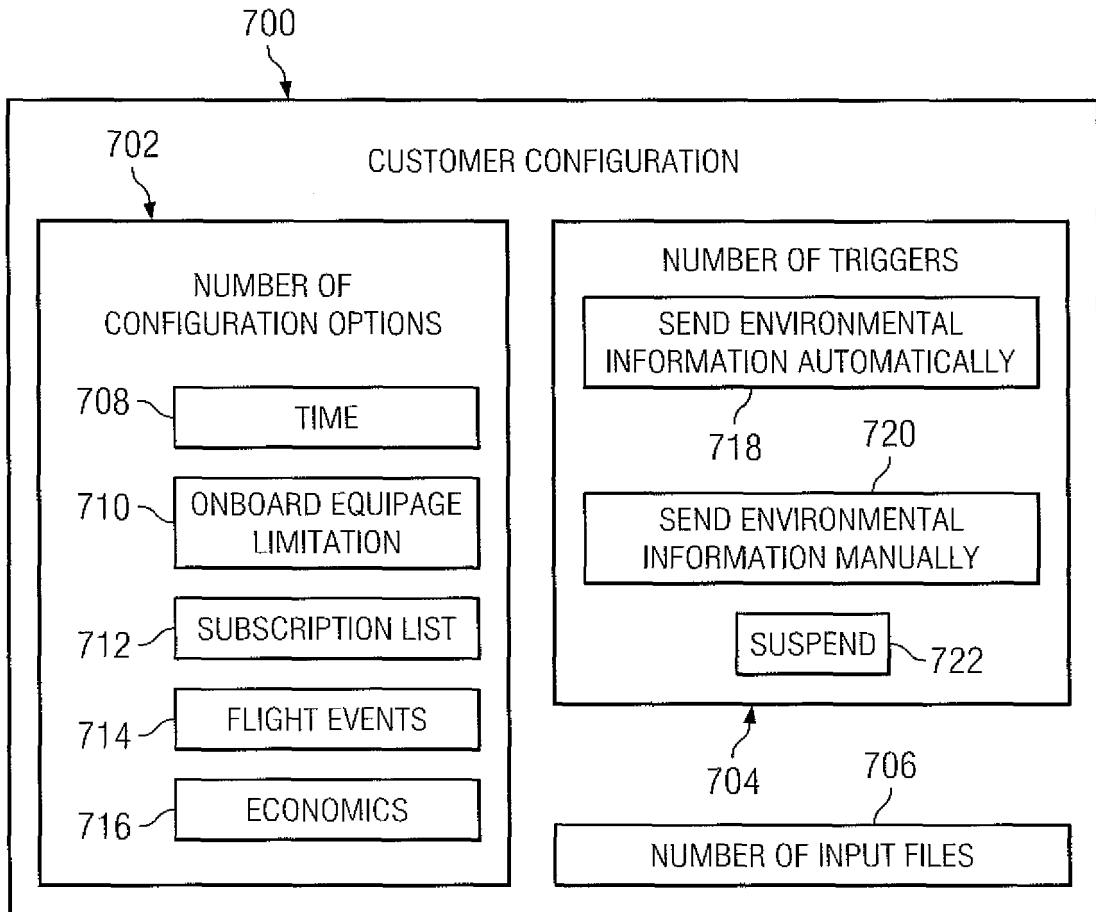 700
702
CUSTOMER CONFIGURATION
NUMBER OF
CONFIGURATION OPTIONS
708
TIME
710
ONBOARD EQUIPAGE
LIMITATION
712
SUBSCRIPTION LIST
714
FLIGHT EVENTS
716
ECONOMICS
NUMBER OF TRIGGERS
SEND ENVIRONMENTAL
INFORMATION AUTOMATICALLY
718
720
SEND ENVIRONMENTAL
INFORMATION MANUALLY
SUSPEND
722
704
706
NUMBER OF INPUT FILES